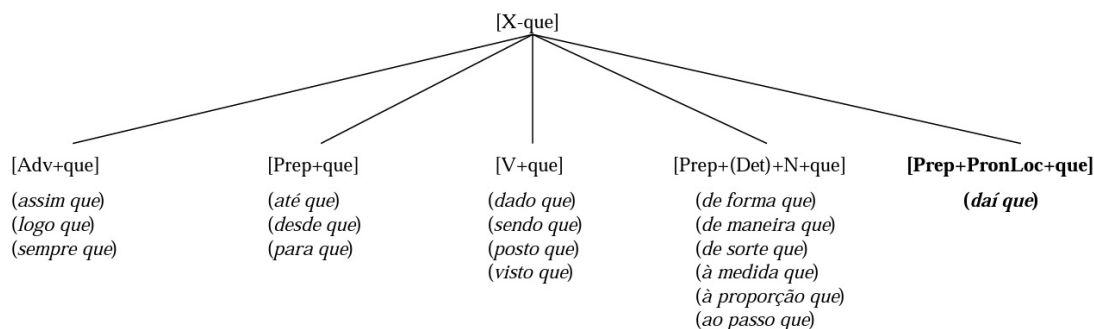 [X-que]
[Adv+que] [Prep+que] [V+que] [Prep+(Det)+N+que] [Prep+PronLoc+que]
(assim que) (até que) (dado que) (de forma que) (daí que)
(logo que) (desde que) (sendo que) (de maneira que)
(sempre que) (para que) (posto que) (de sorte que)
(visto que) (à medida que)
(à proporção que)
(ao passo que)